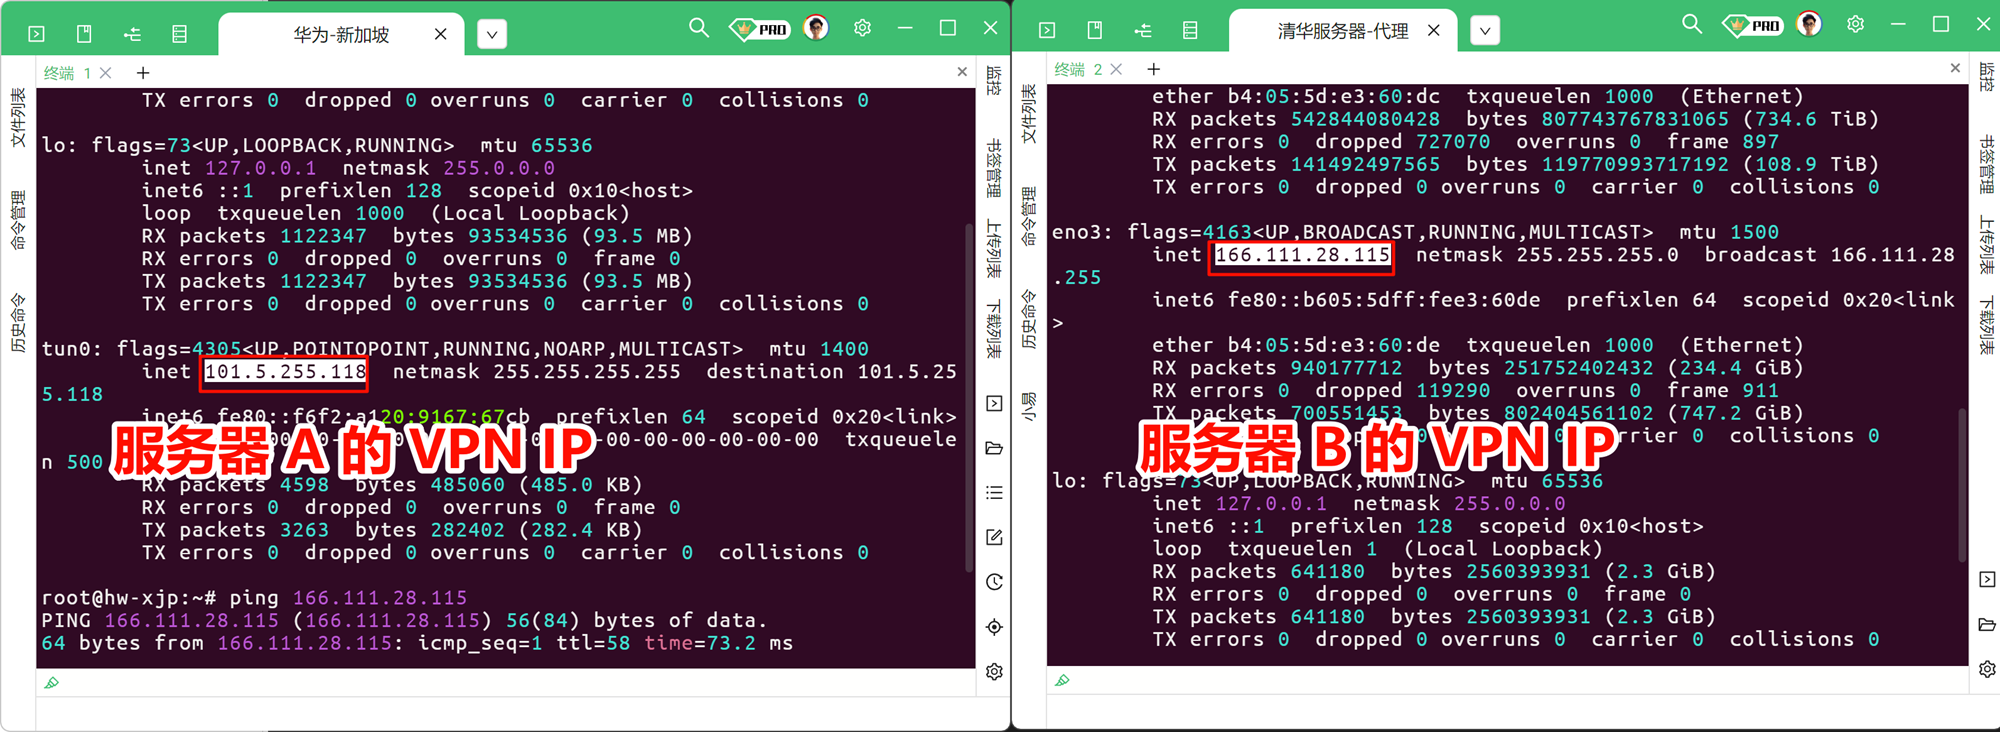 华为-新加坡
PRO
终端 1
监控
书签管理
上传列表
下载列表
文件列表
命令管理
历史命令
TX errors 0 dropped 0 overruns 0 carrier 0 collisions 0
lo: flags=73<UP,LOOPBACK,RUNNING> mtu 65536
inet 127.0.0.1 netmask 255.0.0.0
inet6 ::1 prefixlen 128 scopeid 0x10<host>
loop txqueuelen 1000 (Local Loopback)
RX packets 1122347 bytes 93534536 (93.5 MB)
RX errors 0 dropped 0 overruns 0 frame 0
TX packets 1122347 bytes 93534536 (93.5 MB)
TX errors 0 dropped 0 overruns 0 carrier 0 collisions 0
tun0: flags=4305<UP,POINTOPOINT,RUNNING,NOARP,MULTICAST> mtu 1400
inet 101.5.255.118 netmask 255.255.255.255 destination 101.5.25
5.118
inet6 fe80::f6f2:a120:9167:67cb prefixlen 64 scopeid 0x20<link>
-00-00-00-00-00-00 txqueuele
n 500
服务器 A 的 VPN IP
RX packets 4598 bytes 485060 (485.0 KB)
RX errors 0 dropped 0 overruns 0 frame 0
TX packets 3263 bytes 282402 (282.4 KB)
TX errors 0 dropped 0 overruns 0 carrier 0 collisions 0
root@hw-xjp:~# ping 166.111.28.115
PING 166.111.28.115 (166.111.28.115) 56(84) bytes of data.
64 bytes from 166.111.28.115: icmp_seq=1 ttl=58 time=73.2 ms
清华服务器-代理
PRO
终端 2
监控
书签管理
上传列表
下载列表
文件列表
命令管理
历史命令
小易
ether b4:05:5d:e3:60:dc txqueuelen 1000 (Ethernet)
RX packets 542844080428 bytes 807743767831065 (734.6 TiB)
RX errors 0 dropped 727070 overruns 0 frame 897
TX packets 141492497565 bytes 119770993717192 (108.9 TiB)
TX errors 0 dropped 0 overruns 0 carrier 0 collisions 0
eno3: flags=4163<UP,BROADCAST,RUNNING,MULTICAST> mtu 1500
inet 166.111.28.115 netmask 255.255.255.0 broadcast 166.111.28
.255
inet6 fe80::b605:5dff:fee3:60de prefixlen 64 scopeid 0x20<link
>
ether b4:05:5d:e3:60:de txqueuelen 1000 (Ethernet)
RX packets 940177712 bytes 251752402432 (234.4 GiB)
RX errors 0 dropped 119290 overruns 0 frame 911
TX packets 700551453 bytes 802404561102 (747.2 GiB)
0 carrier 0 collisions 0
服务器 B 的 VPN IP
lo: flags=73<UP,LOOPBACK,RUNNING> mtu 65536
inet 127.0.0.1 netmask 255.0.0.0
inet6 ::1 prefixlen 128 scopeid 0x10<host>
loop txqueuelen 1 (Local Loopback)
RX packets 641180 bytes 2560393931 (2.3 GiB)
RX errors 0 dropped 0 overruns 0 frame 0
TX packets 641180 bytes 2560393931 (2.3 GiB)
TX errors 0 dropped 0 overruns 0 carrier 0 collisions 0